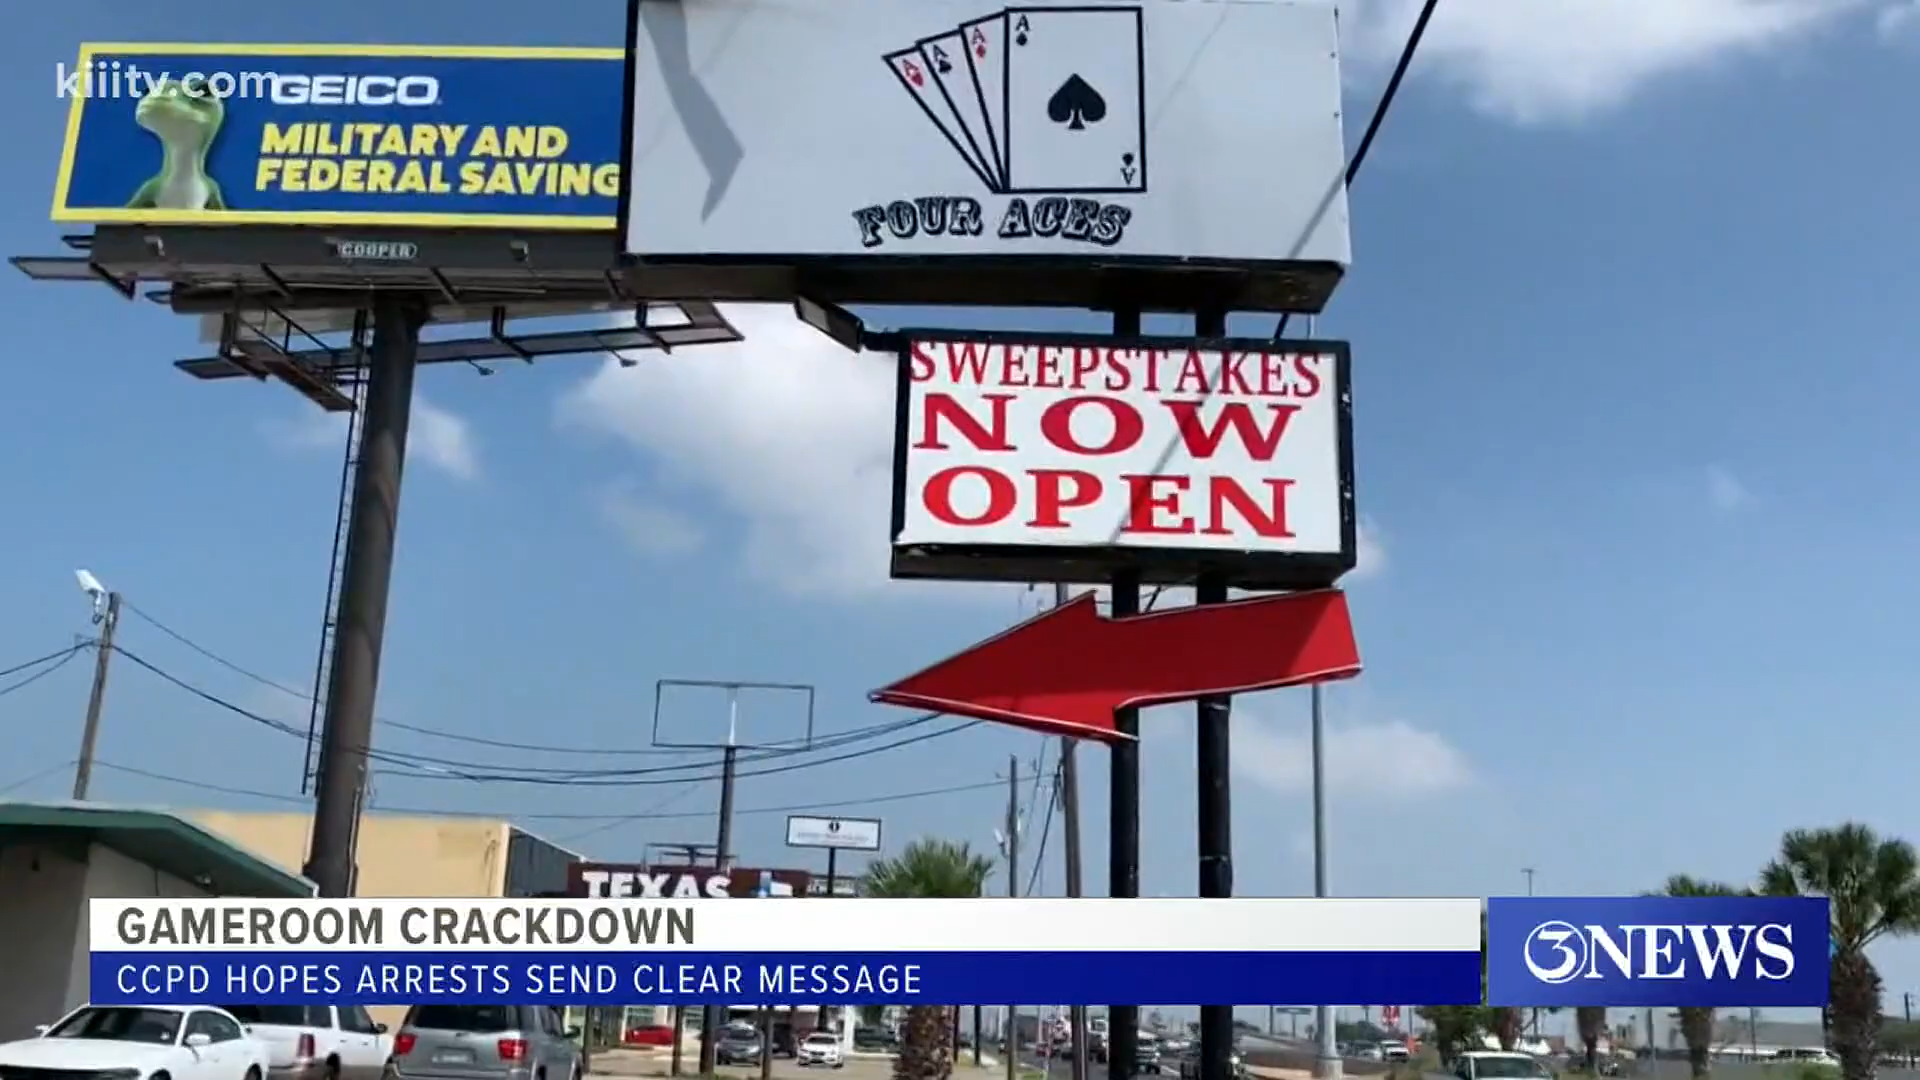 kiiitv.com
GEICO
MILITARY AND
FEDERAL SAVING
COOPER
A
A
A
A
A
FOUR ACES
SWEEPSTAKES
NOW
OPEN
TEXAS
GAMEROOM CRACKDOWN
CCPD HOPES ARRESTS SEND CLEAR MESSAGE
3NEWS